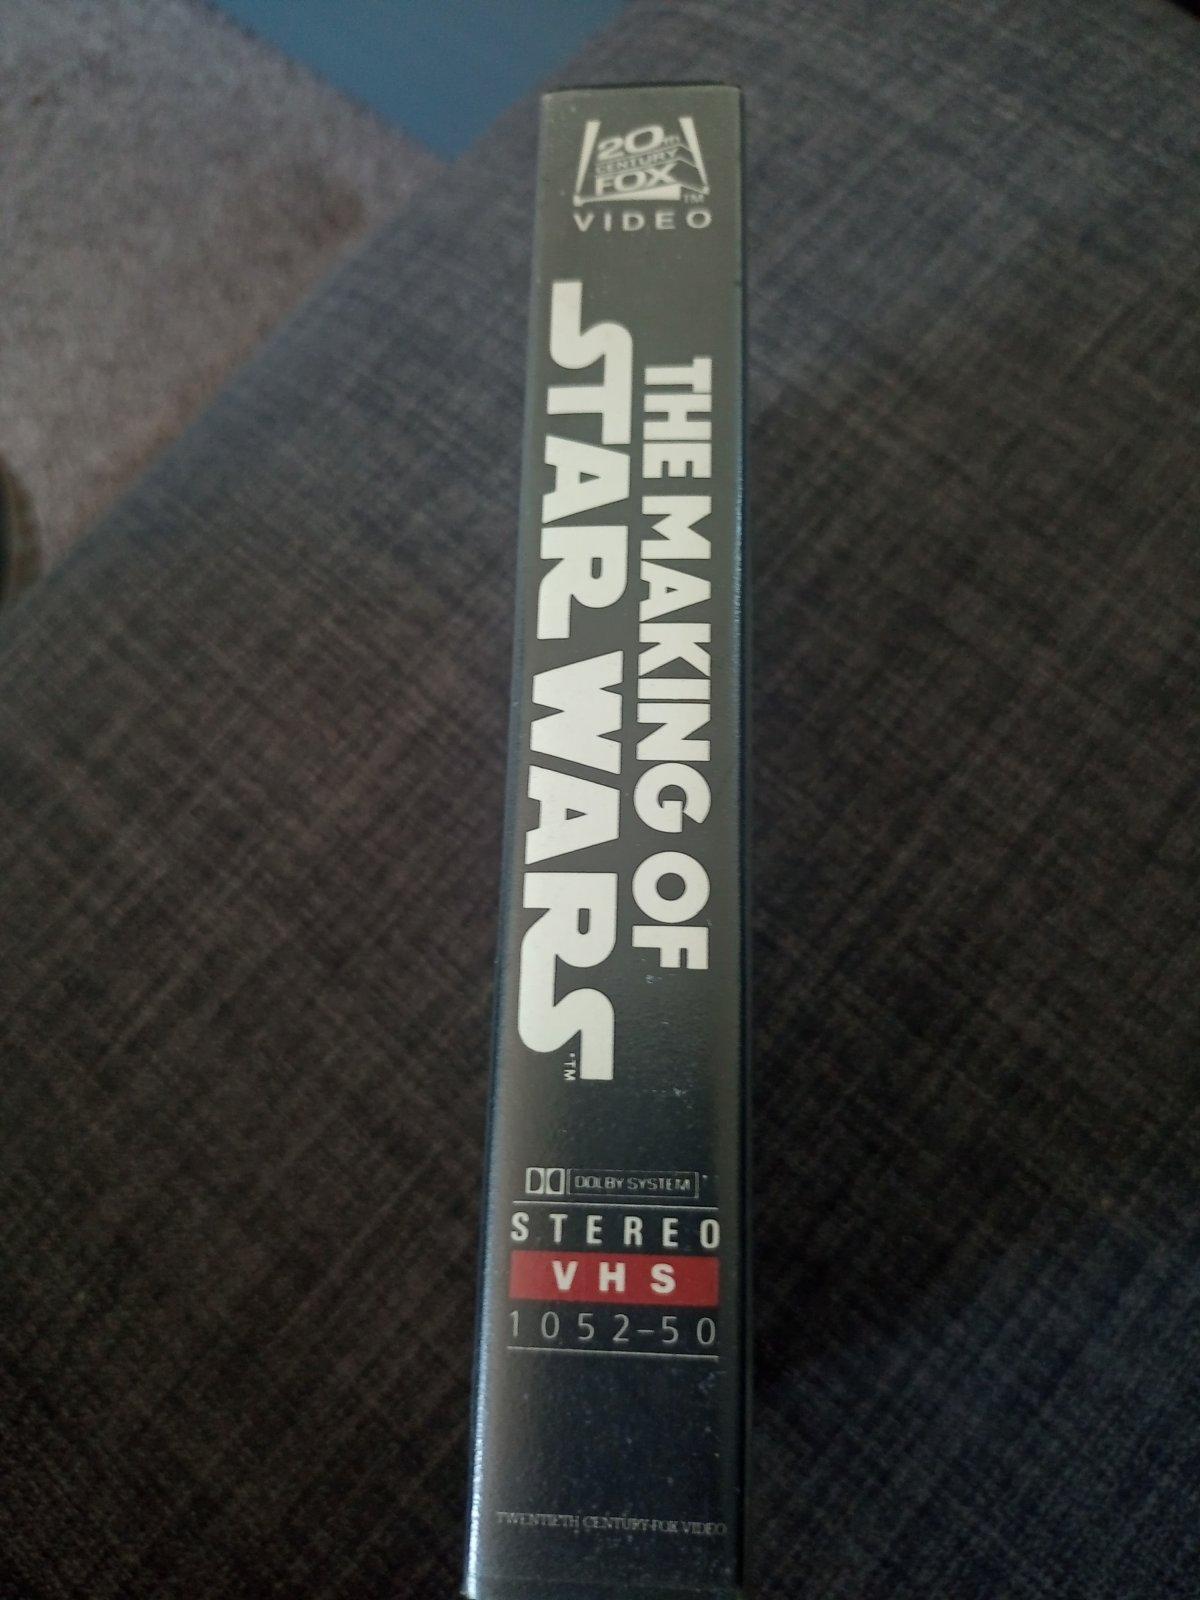 20th
CENTURY
FOX
TM
VIDEO
THE MAKING OF
STAR WARS
TM
DOLBY SYSTEM
STEREO
VHS
1052-50
TWENTIETH CENTURY-FOX VIDEO